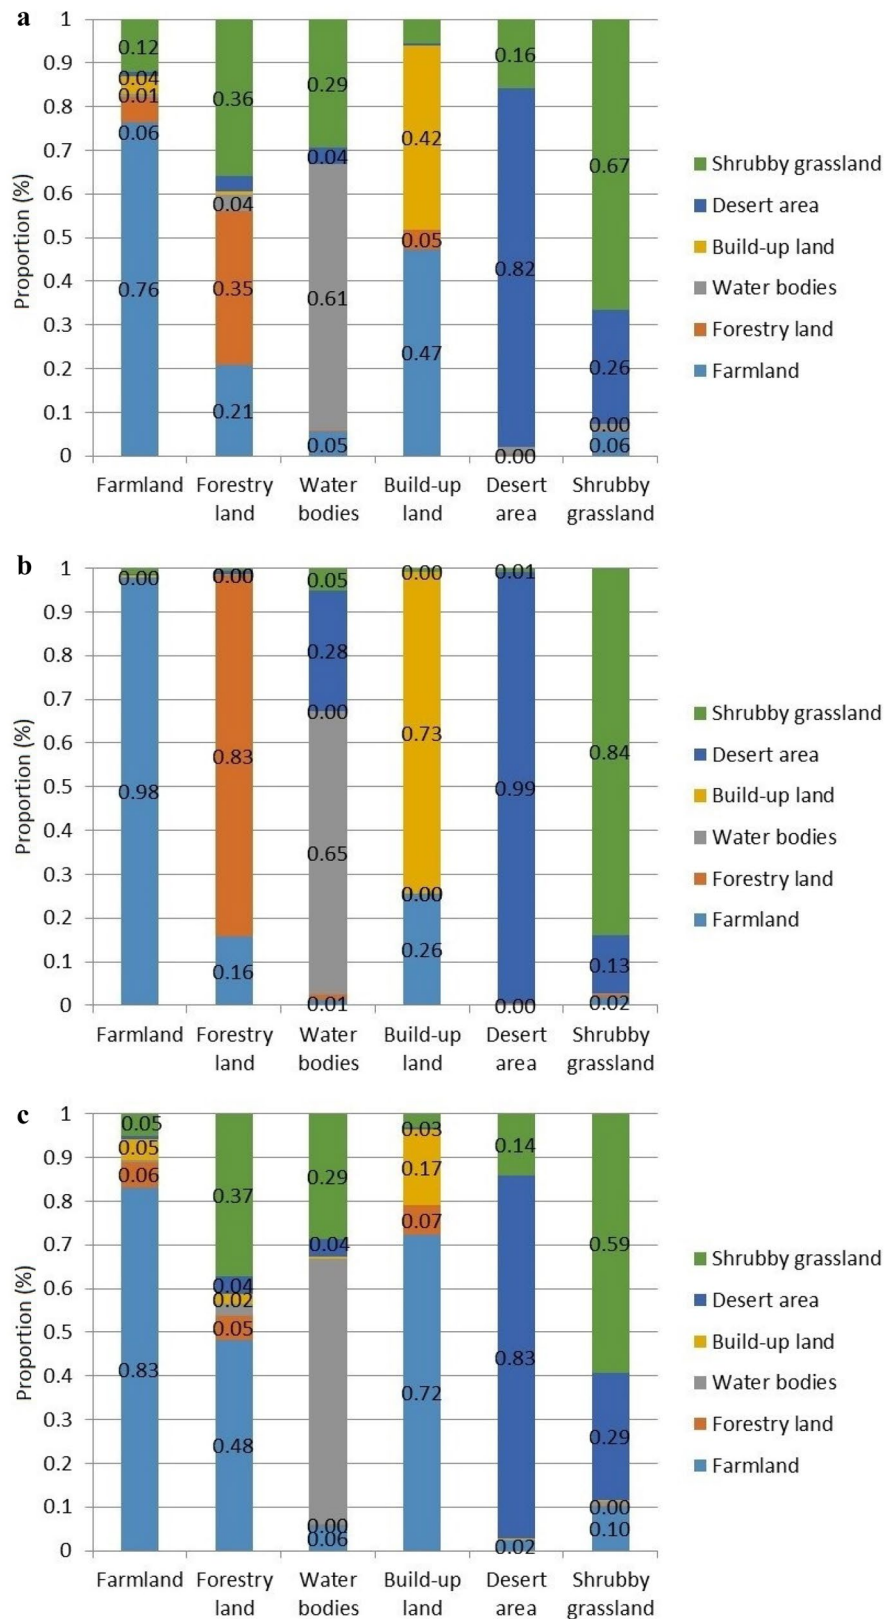 a
Proportion (%)
1
0.9
0.8
0.7
0.6
0.5
0.4
0.3
0.2
0.1
0
0.12
0.04
0.01
0.06
0.76
0.36
0.04
0.35
0.21
0.29
0.04
0.61
0.05
0.42
0.05
0.47
0.16
0.82
0.00
0.67
0.26
0.00
0.06
Farmland
Forestry land
Water bodies
Build-up land
Desert area
Shrubby grassland
Shrubby grassland
Desert area
Build-up land
Water bodies
Forestry land
Farmland
b
Proportion (%)
1
0.9
0.8
0.7
0.6
0.5
0.4
0.3
0.2
0.1
0
0.00
0.98
0.00
0.83
0.16
0.05
0.28
0.00
0.65
0.01
0.00
0.73
0.00
0.26
0.01
0.99
0.00
0.84
0.13
0.02
Farmland
Forestry land
Water bodies
Build-up land
Desert area
Shrubby grassland
Shrubby grassland
Desert area
Build-up land
Water bodies
Forestry land
Farmland
c
Proportion (%)
1
0.9
0.8
0.7
0.6
0.5
0.4
0.3
0.2
0.1
0
0.05
0.05
0.06
0.83
0.37
0.04
0.02
0.05
0.48
0.29
0.04
0.00
0.06
0.03
0.17
0.07
0.72
0.14
0.83
0.02
0.59
0.29
0.00
0.10
Farmland
Forestry land
Water bodies
Build-up land
Desert area
Shrubby grassland
Shrubby grassland
Desert area
Build-up land
Water bodies
Forestry land
Farmland